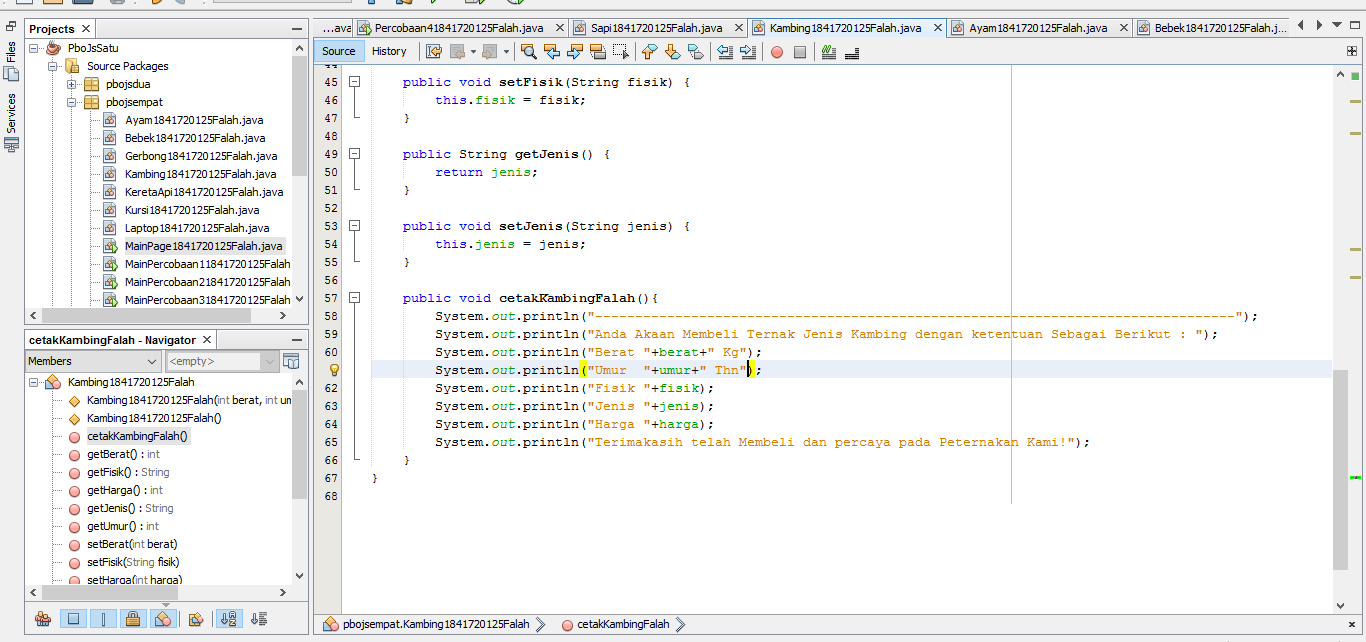 Projects
PboJsSatu
Source Packages
pbojsdua
pbojsempat
Ayam1841720125Falah.java
Bebek1841720125Falah.java
Gerbong1841720125Falah.java
Kambing1841720125Falah.java
KeretaApi1841720125Falah.java
Kursi1841720125Falah.java
Laptop1841720125Falah.java
MainPage1841720125Falah.java
MainPercobaan11841720125Falah
MainPercobaan21841720125Falah
MainPercobaan31841720125Falah
Files
Services
cetakKambingFalah() - Navigator
Members <empty>
Kambing1841720125Falah
Kambing1841720125Falah(int berat, int um
Kambing1841720125Falah()
cetakKambingFalah()
getBerat() : int
getFisik() : String
getHarga() : int
getJenis() : String
getUmur() : int
setBerat(int berat)
setFisik(String fisik)
setHarga(int harga)
...ava Percobaan41841720125Falah.java Sapi1841720125Falah.java Kambing1841720125Falah.java Ayam1841720125Falah.java Bebek1841720125Falah.j...
Source History
44
45 public void setFisik(String fisik) {
46 this.fisik = fisik;
47 }
48
49 public String getJenis() {
50 return jenis;
51 }
52
53 public void setJenis(String jenis) {
54 this.jenis = jenis;
55 }
56
57 public void cetakKambingFalah(){
58 System.out.println("--------------------------------------------------------------------------------");
59 System.out.println("Anda Akaan Membeli Ternak Jenis Kambing dengan ketentuan Sebagai Berikut : ");
60 System.out.println("Berat "+berat+" Kg");
System.out.println("Umur  "+umur+" Thn");
62 System.out.println("Fisik "+fisik);
63 System.out.println("Jenis "+jenis);
64 System.out.println("Harga "+harga);
65 System.out.println("Terimakasih telah Membeli dan percaya pada Peternakan Kami!");
66 }
67 }
68
pbojsempat.Kambing1841720125Falah cetakKambingFalah